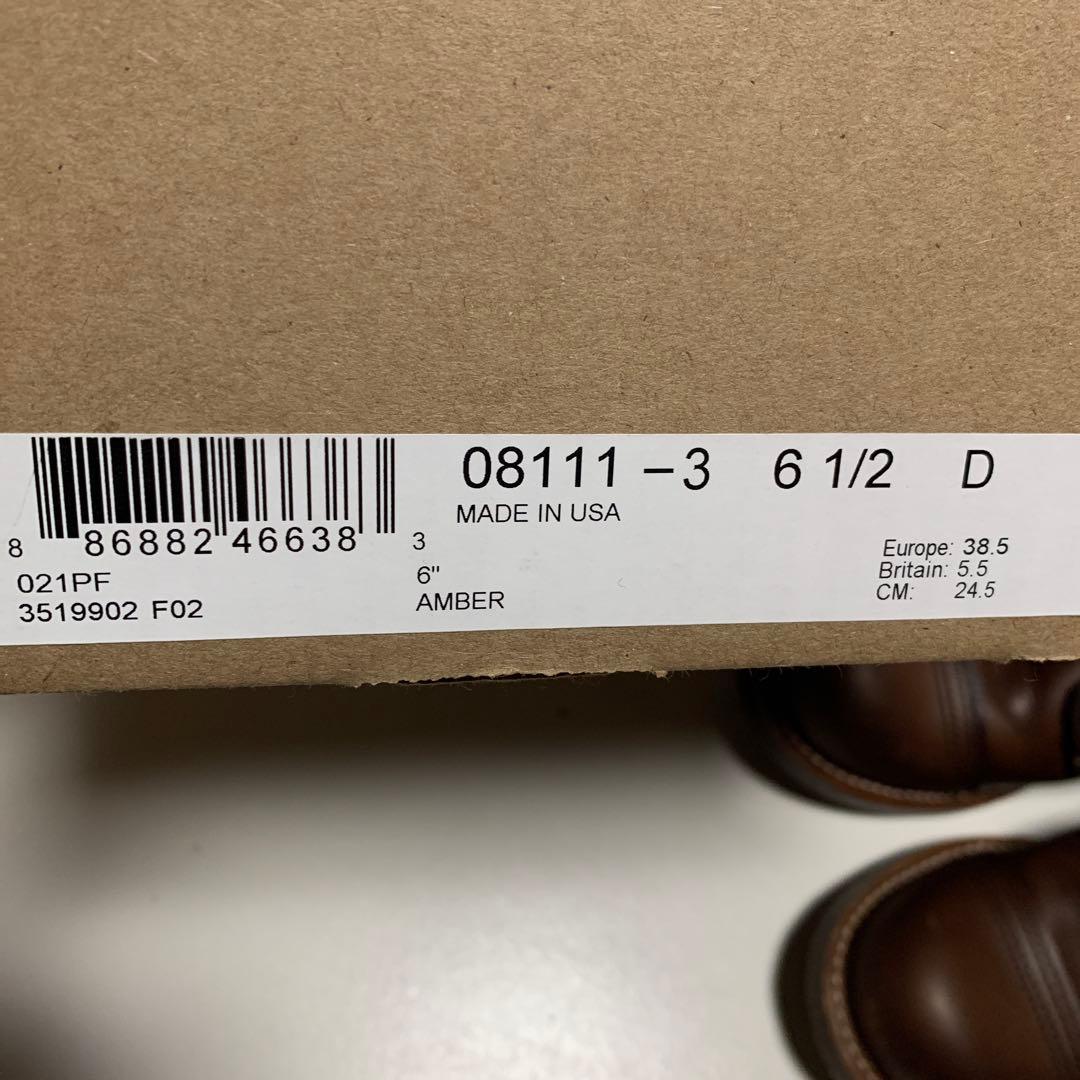 08111 –3 6 1/2 D
MADE IN USA
8 86882 46638 3
021PF
3519902 F02
6"
AMBER
Europe: 38.5
Britain: 5.5
CM: 24.5